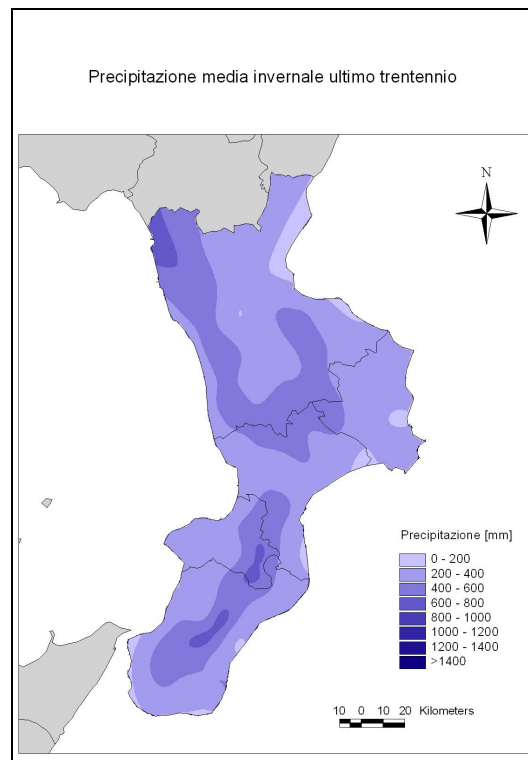 Precipitazione media invernale ultimo trentennio
N
Precipitazione [mm]
0 - 200
200 - 400
400 - 600
600 - 800
800 - 1000
1000 - 1200
1200 - 1400
>1400
10 0 10 20 Kilometers